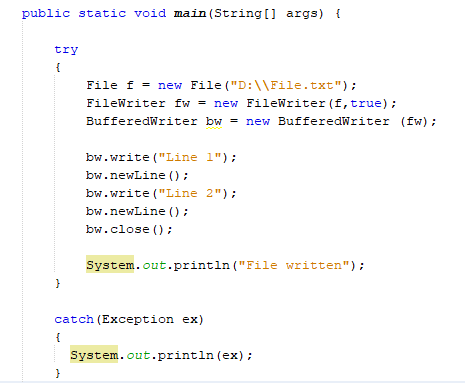 public static void main(String[] args) {
try
{
File f = new File("D:\\File.txt");
FileWriter fw = new FileWriter(f,true);
BufferedWriter bw = new BufferedWriter (fw);
bw.write("Line 1");
bw.newLine();
bw.write("Line 2");
bw.newLine();
bw.close();
System.out.println("File written");
}
catch(Exception ex)
{
System.out.println(ex);
}